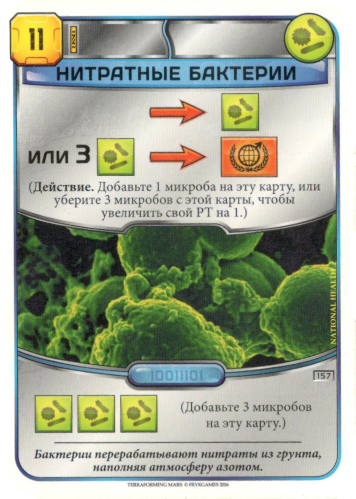 11
НИТРАТНЫЕ БАКТЕРИИ
или 3
(Действие. Добавьте 1 микроба на эту карту, или
уберите 3 микробов с этой карты, чтобы
увеличить свой РТ на 1.)
NATIONAL HEALTH
10011101
157
(Добавьте 3 микробов
на эту карту.)
Бактерии перерабатывают нитраты из грунта,
наполняя атмосферу азотом.
TERRAFORMING MARS © FRYXGAMES 2016